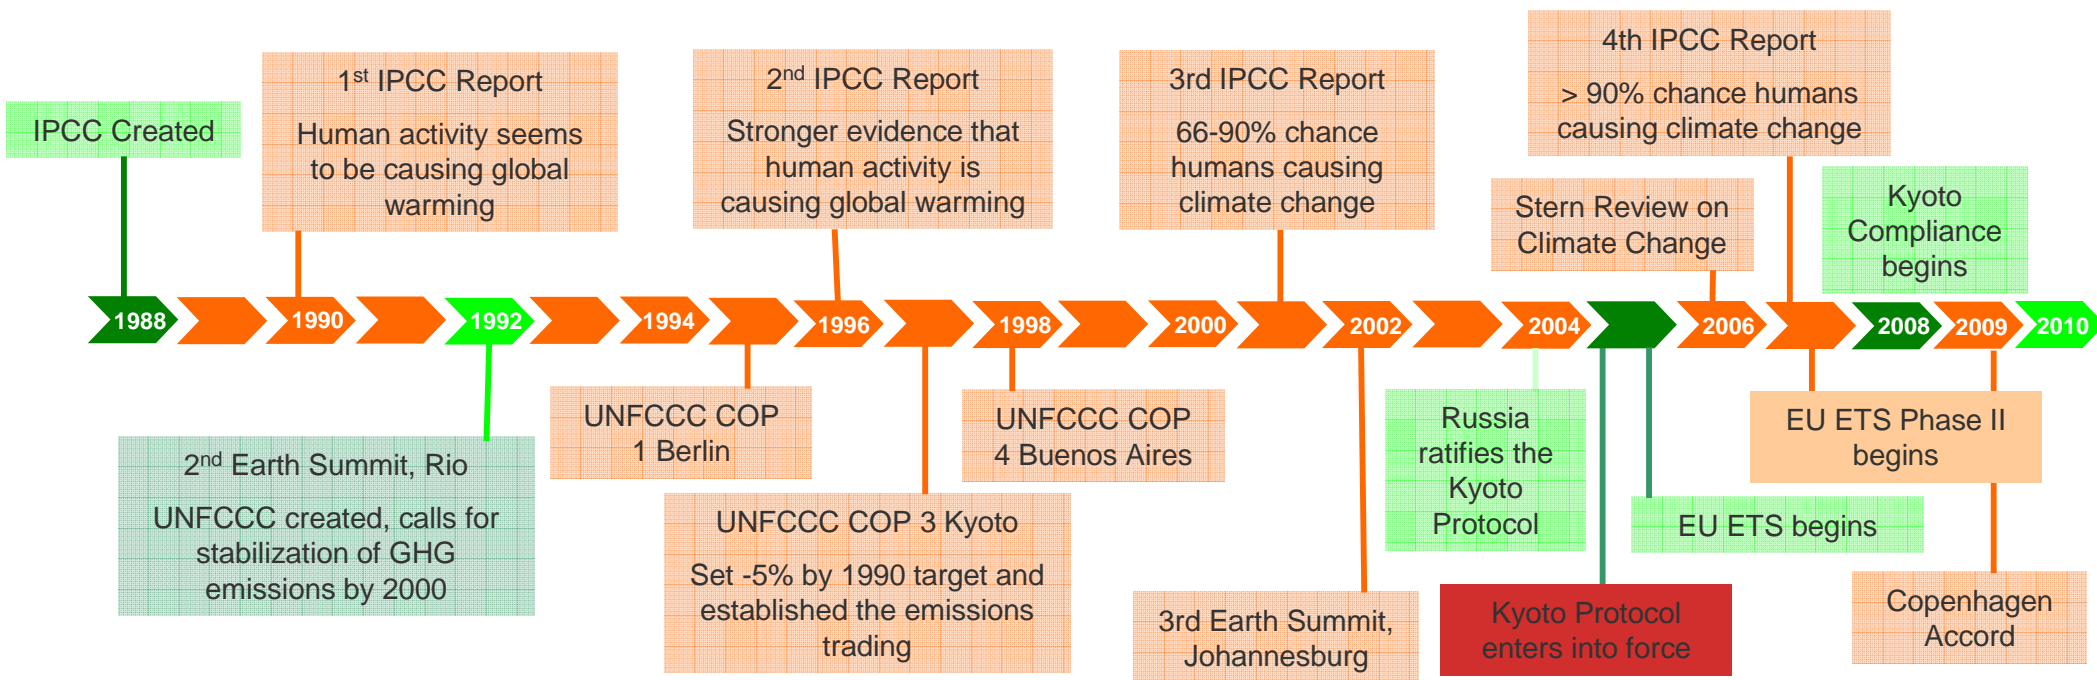 IPCC Created
1st IPCC Report
Human activity seems
to be causing global
warming
2nd IPCC Report
Stronger evidence that
human activity is
causing global warming
3rd IPCC Report
66-90% chance
humans causing
climate change
4th IPCC Report
> 90% chance humans
causing climate change
Stern Review on
Climate Change
Kyoto
Compliance
begins
1988
1990
1992
1994
1996
1998
2000
2002
2004
2006
2008
2009
2010
2nd Earth Summit, Rio
UNFCCC created, calls for
stabilization of GHG
emissions by 2000
UNFCCC COP
1 Berlin
UNFCCC COP 3 Kyoto
Set -5% by 1990 target and
established the emissions
trading
UNFCCC COP
4 Buenos Aires
3rd Earth Summit,
Johannesburg
Russia
ratifies the
Kyoto
Protocol
Kyoto Protocol
enters into force
EU ETS begins
EU ETS Phase II
begins
Copenhagen
Accord